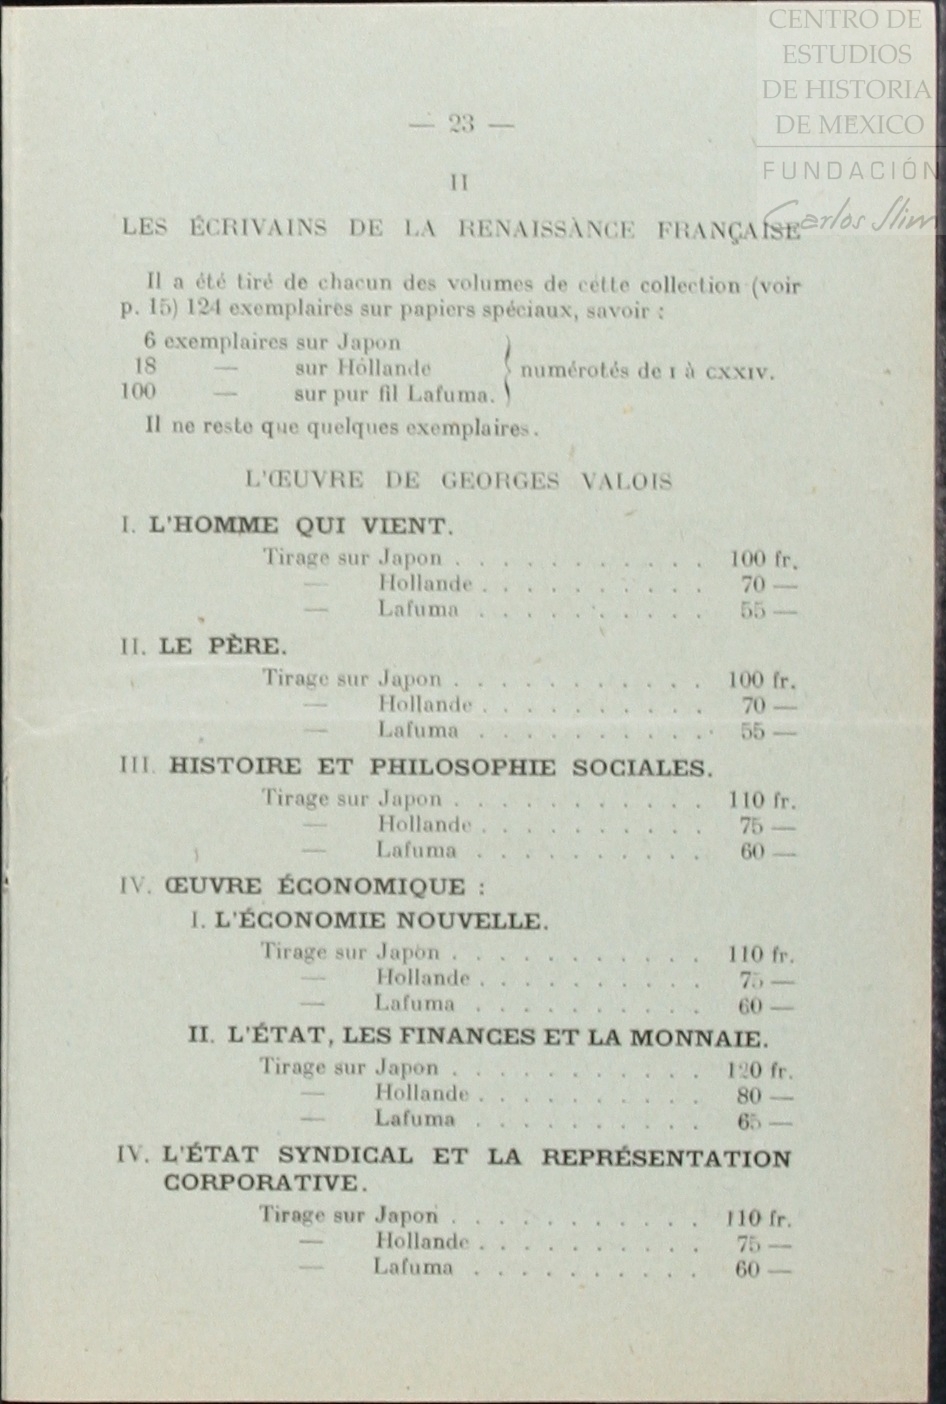 CENTRO DE
ESTUDIOS
DE HISTORIA
DE MEXICO
FUNDACIÓN
Carlos Slim
— 23 —
II
LES ÉCRIVAINS DE LA RENAISSANCE FRANÇAISE
Il a été tiré de chacun des volumes de cette collection (voir
p. 15) 124 exemplaires sur papiers spéciaux, savoir :
6 exemplaires sur Japon
18 — sur Hollande numérotés de I à CXXIV.
100 — sur pur fil Lafuma.
Il ne reste que quelques exemplaires.
L'ŒUVRE DE GEORGES VALOIS
I. L'HOMME QUI VIENT.
Tirage sur Japon . . . . . . . . . . . 100 fr.
— Hollande . . . . . . . . . . 70 —
— Lafuma . . . . . . . . . . 55 —
II. LE PÈRE.
Tirage sur Japon . . . . . . . . . . . 100 fr.
— Hollande . . . . . . . . . . 70 —
— Lafuma . . . . . . . . . . 55 —
III. HISTOIRE ET PHILOSOPHIE SOCIALES.
Tirage sur Japon . . . . . . . . . . . 110 fr.
— Hollande . . . . . . . . . . 75 —
— Lafuma . . . . . . . . . . 60 —
IV. ŒUVRE ÉCONOMIQUE :
I. L'ÉCONOMIE NOUVELLE.
Tirage sur Japon . . . . . . . . . . . 110 fr.
— Hollande . . . . . . . . . . 75 —
— Lafuma . . . . . . . . . . 60 —
II. L'ÉTAT, LES FINANCES ET LA MONNAIE.
Tirage sur Japon . . . . . . . . . . . 120 fr.
— Hollande . . . . . . . . . . 80 —
— Lafuma . . . . . . . . . . 65 —
IV. L'ÉTAT SYNDICAL ET LA REPRÉSENTATION
CORPORATIVE.
Tirage sur Japon . . . . . . . . . . . 110 fr.
— Hollande . . . . . . . . . . 75 —
— Lafuma . . . . . . . . . . 60 —